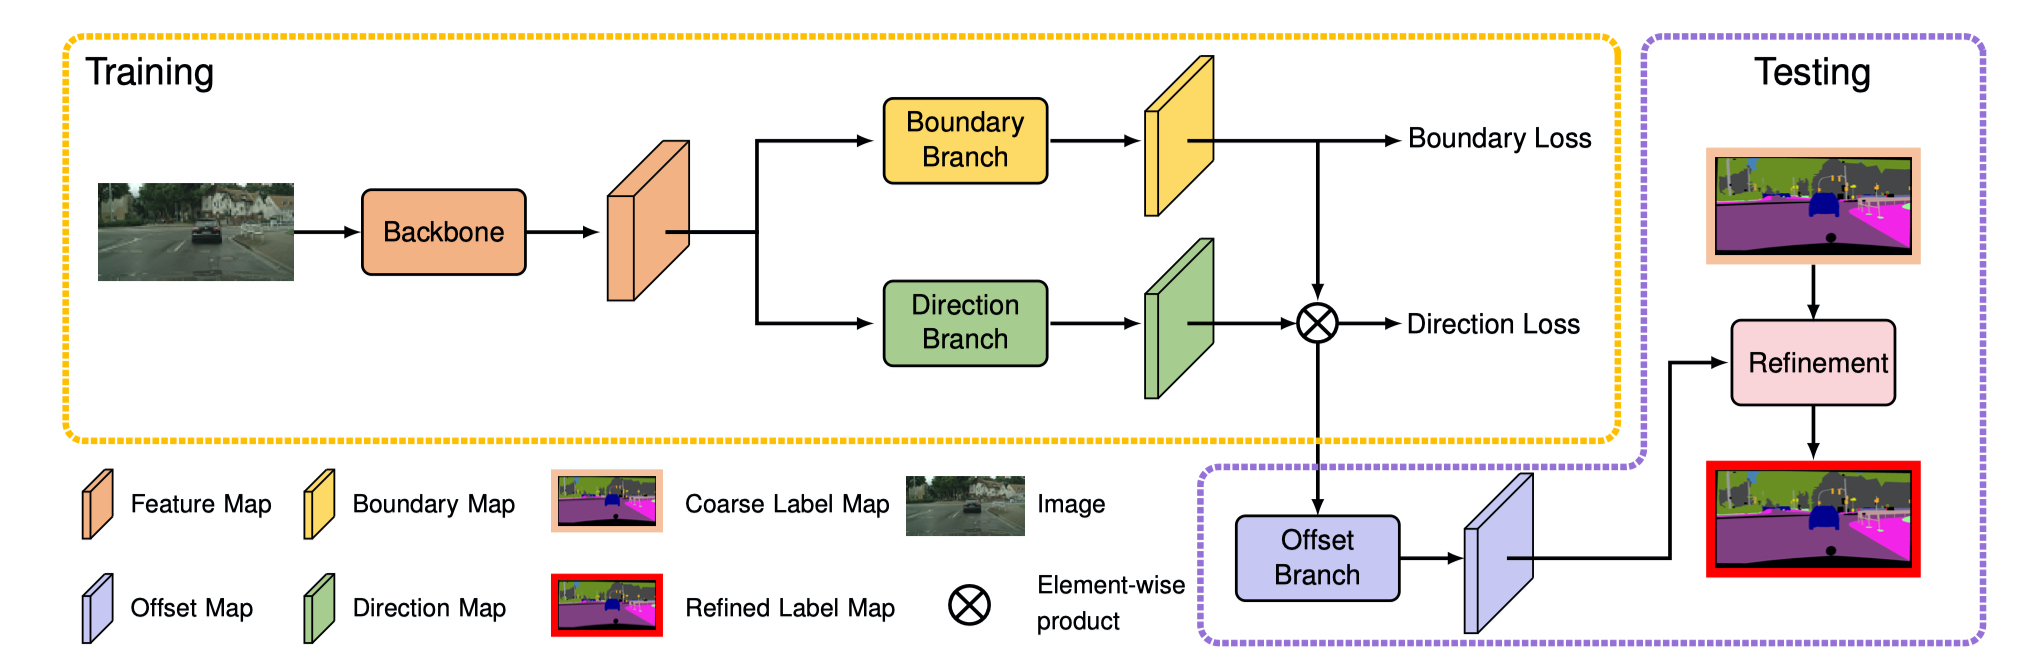 Training
Testing
Boundary
Branch
Boundary Loss
Backbone
Direction
Branch
Direction Loss
Refinement
Feature Map
Boundary Map
Coarse Label Map
Image
Offset
Branch
Offset Map
Direction Map
Refined Label Map
Element-wise
product